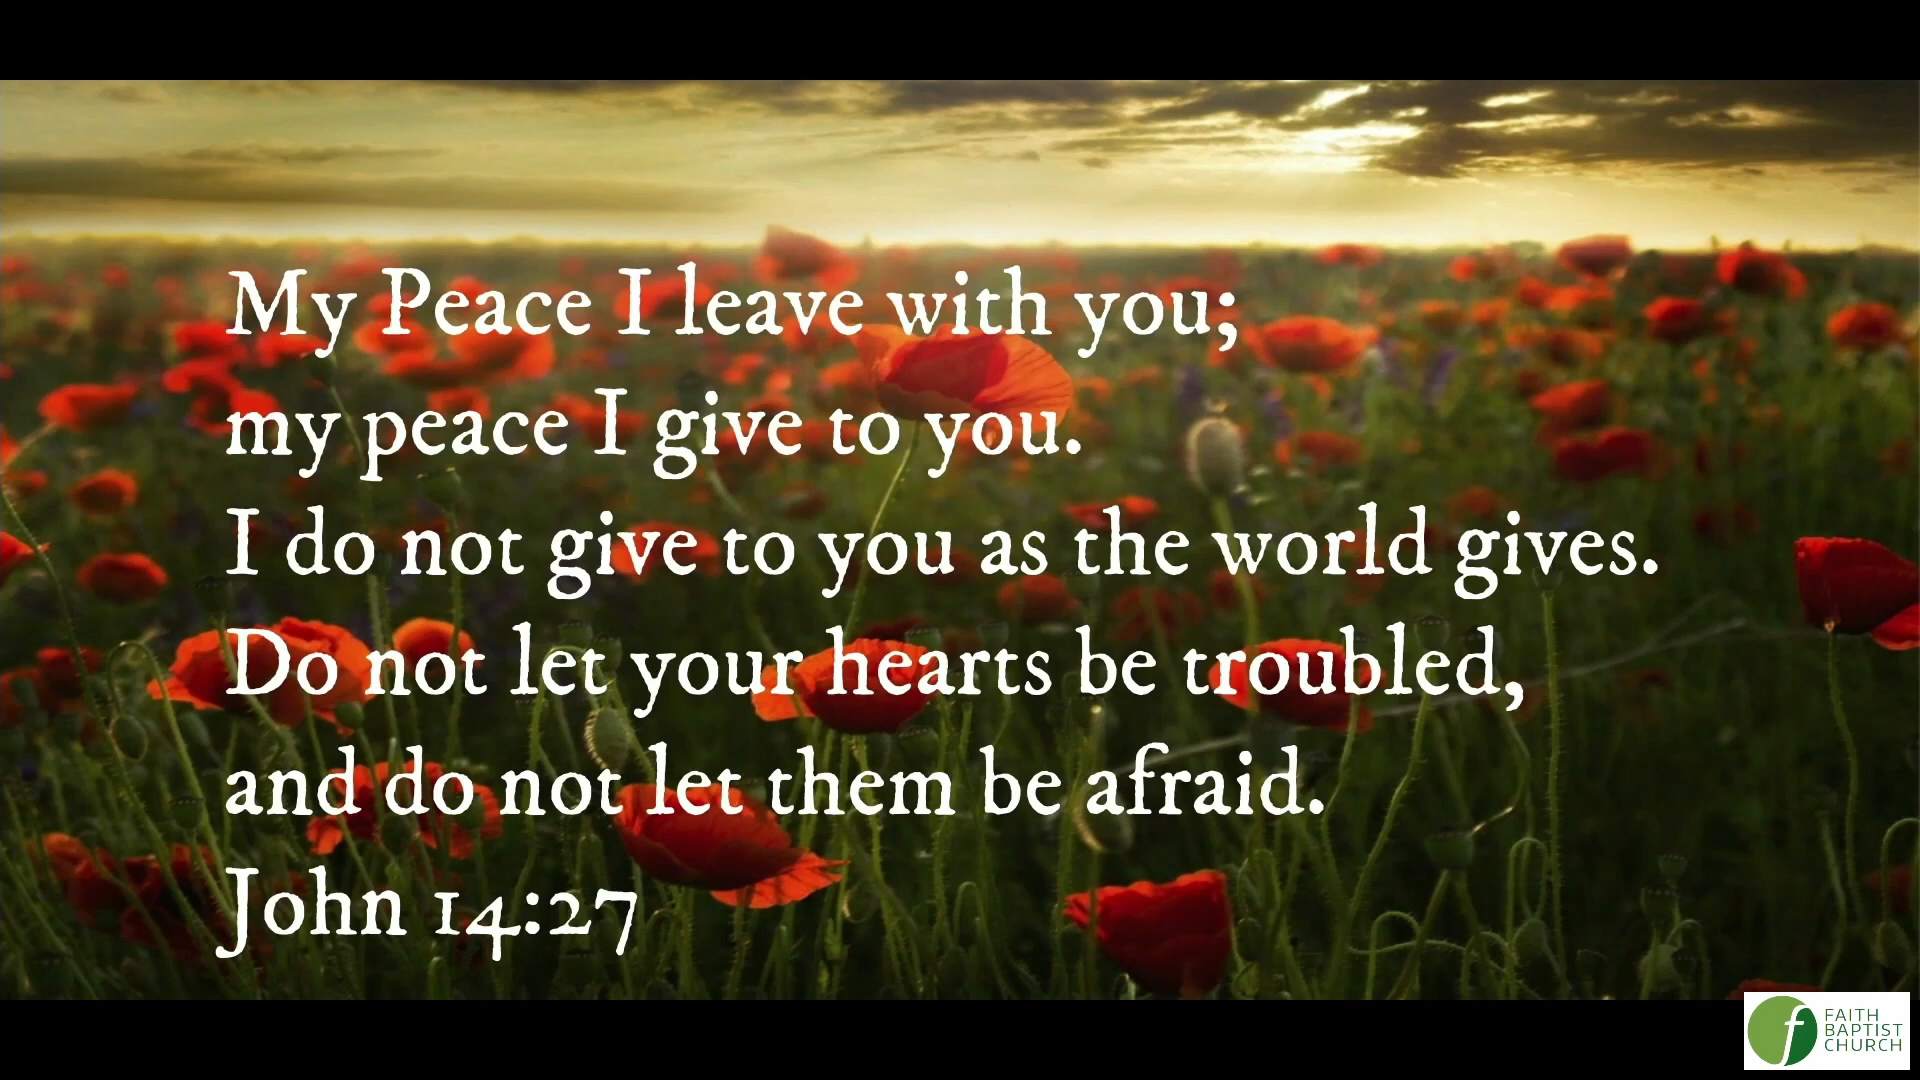 My Peace I leave with you;
my peace I give to you.
I do not give to you as the world gives.
Do not let your hearts be troubled,
and do not let them be afraid.
John 14:27
f FAITH
BAPTIST
CHURCH